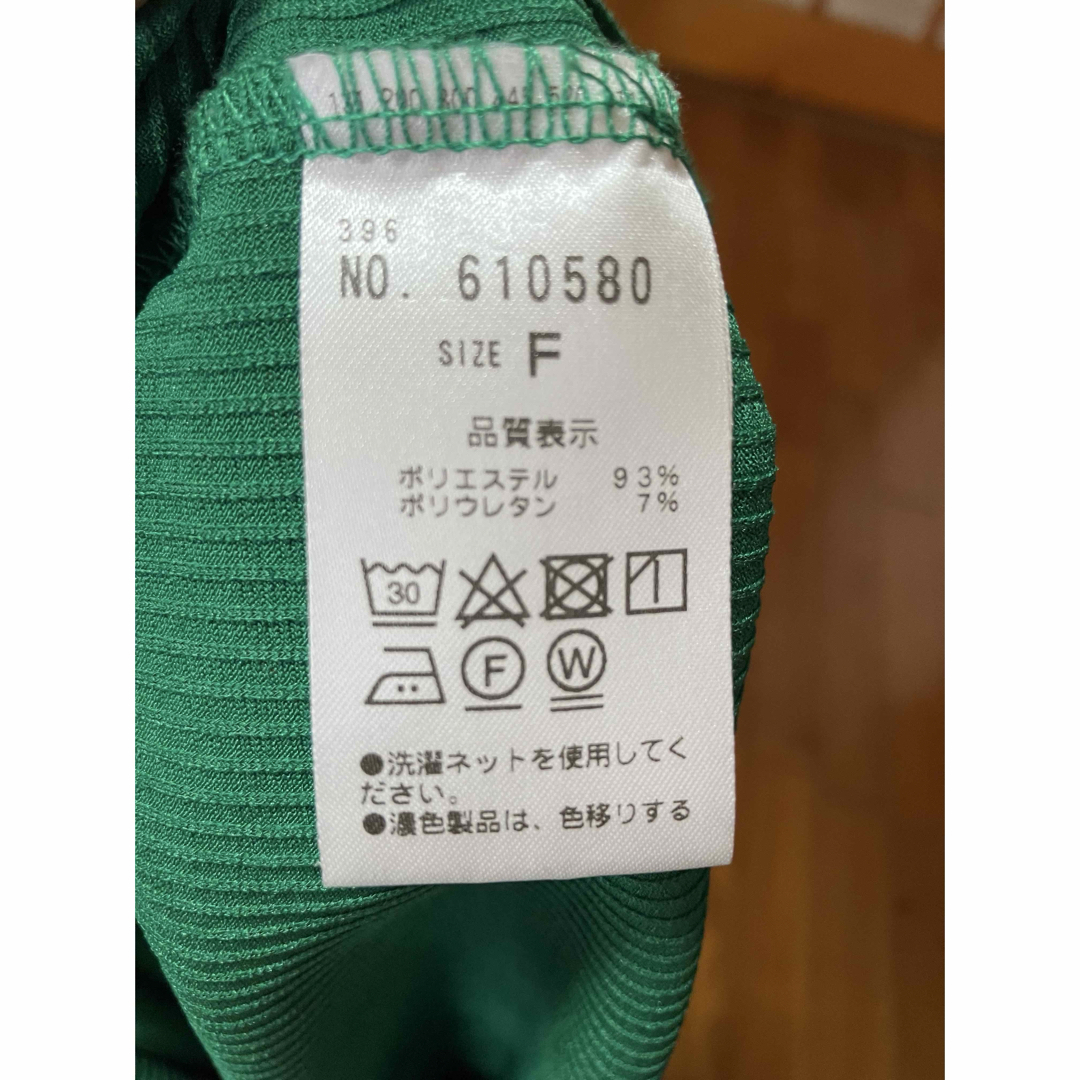 396
NO. 610580
SIZE F
品質表示
ポリエステル 93%
ポリウレタン 7%
30
F W
●洗濯ネットを使用してく
ださい。
●濃色製品は、色移りする